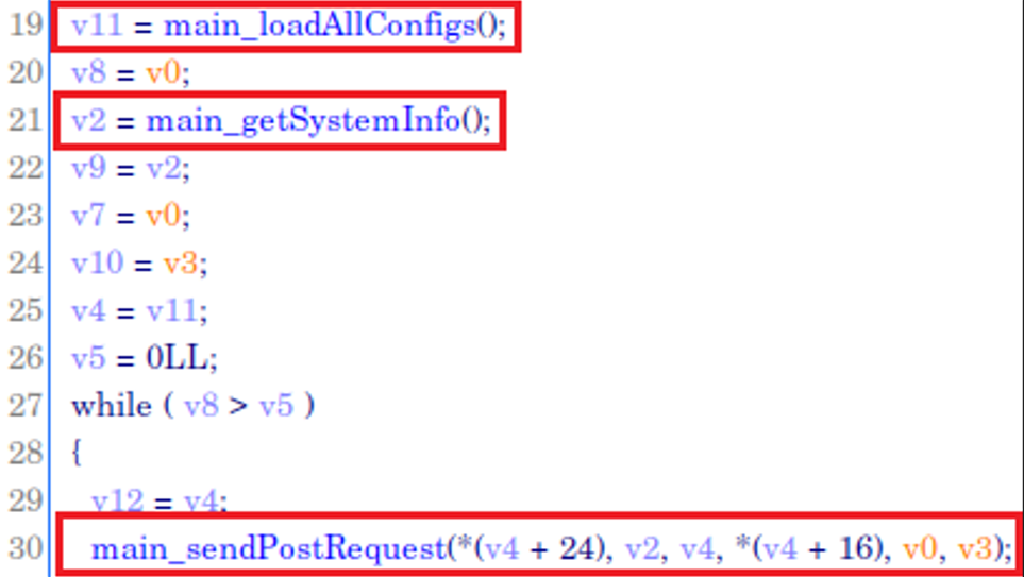 19 v11 = main_loadAllConfigs();
20 v8 = v0;
21 v2 = main_getSystemInfo();
22 v9 = v2;
23 v7 = v0;
24 v10 = v3;
25 v4 = v11;
26 v5 = 0LL;
27 while ( v8 > v5 )
28 {
29 v12 = v4;
30 main_sendPostRequest(*(v4 + 24), v2, v4, *(v4 + 16), v0, v3);